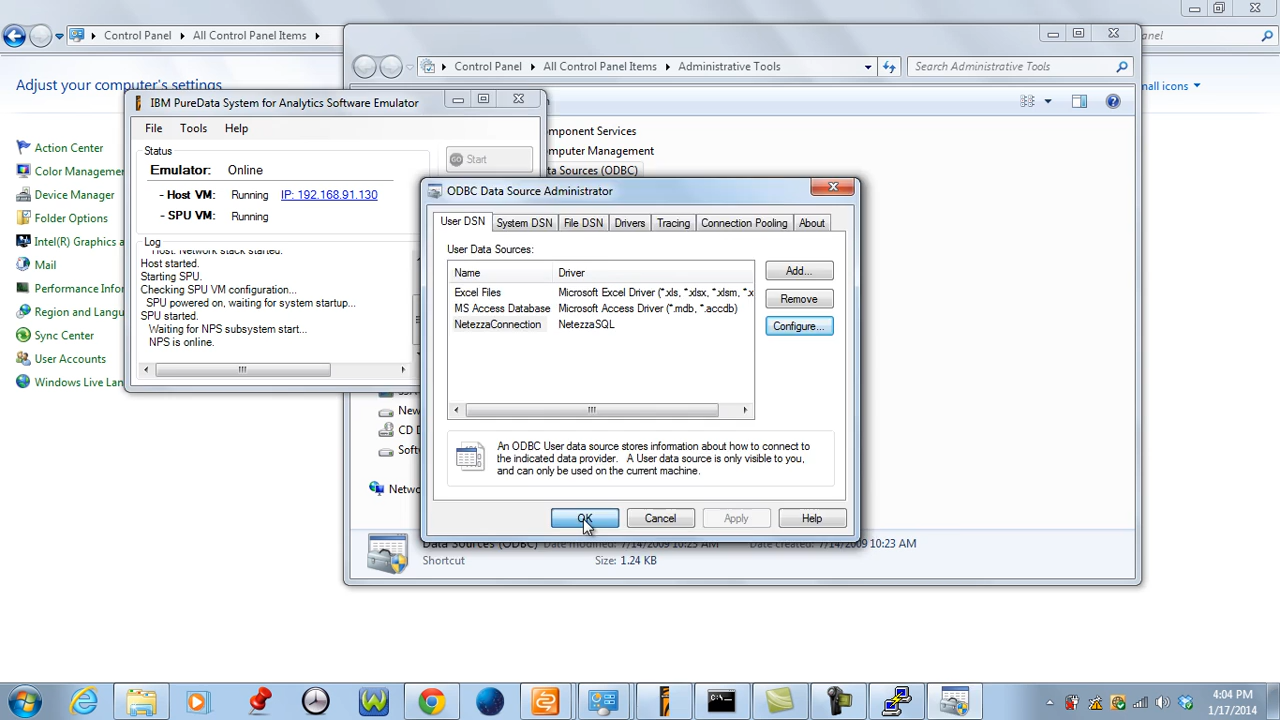 Control Panel
All Control Panel Items
Adjust your computer's settings
Action Center
Color Management
Device Manager
Folder Options
Intel(R) Graphics a
Mail
Performance Infor
Region and Langu
Sync Center
User Accounts
Windows Live Lan
mall icons
Control Panel
All Control Panel Items
Administrative Tools
Search Administrative Tools
mponent Services
mputer Management
ta Sources (ODBC)
IBM PureData System for Analytics Software Emulator
File
Tools
Help
Status
Emulator: Online
- Host VM: Running IP: 192.168.91.130
- SPU VM: Running
GO Start
Log
Host: Network stack started.
Host started.
Starting SPU.
Checking SPU VM configuration...
SPU powered on, waiting for system startup...
SPU started.
Waiting for NPS subsystem start...
NPS is online.
ODBC Data Source Administrator
User DSN
System DSN
File DSN
Drivers
Tracing
Connection Pooling
About
User Data Sources:
Name Driver
Excel Files Microsoft Excel Driver (*.xls, *.xlsx, *.xlsm, *.x
MS Access Database Microsoft Access Driver (*.mdb, *.accdb)
NetezzaConnection NetezzaSQL
Add...
Remove
Configure...
An ODBC User data source stores information about how to connect to
the indicated data provider. A User data source is only visible to you,
and can only be used on the current machine.
OK
Cancel
Apply
Help
New
CD D
Soft
Netwo
Data Sources (ODBC) Date modified: 7/14/2009 10:23 AM Date created: 7/14/2009 10:23 AM
Shortcut Size: 1.24 KB
4:04 PM
1/17/2014